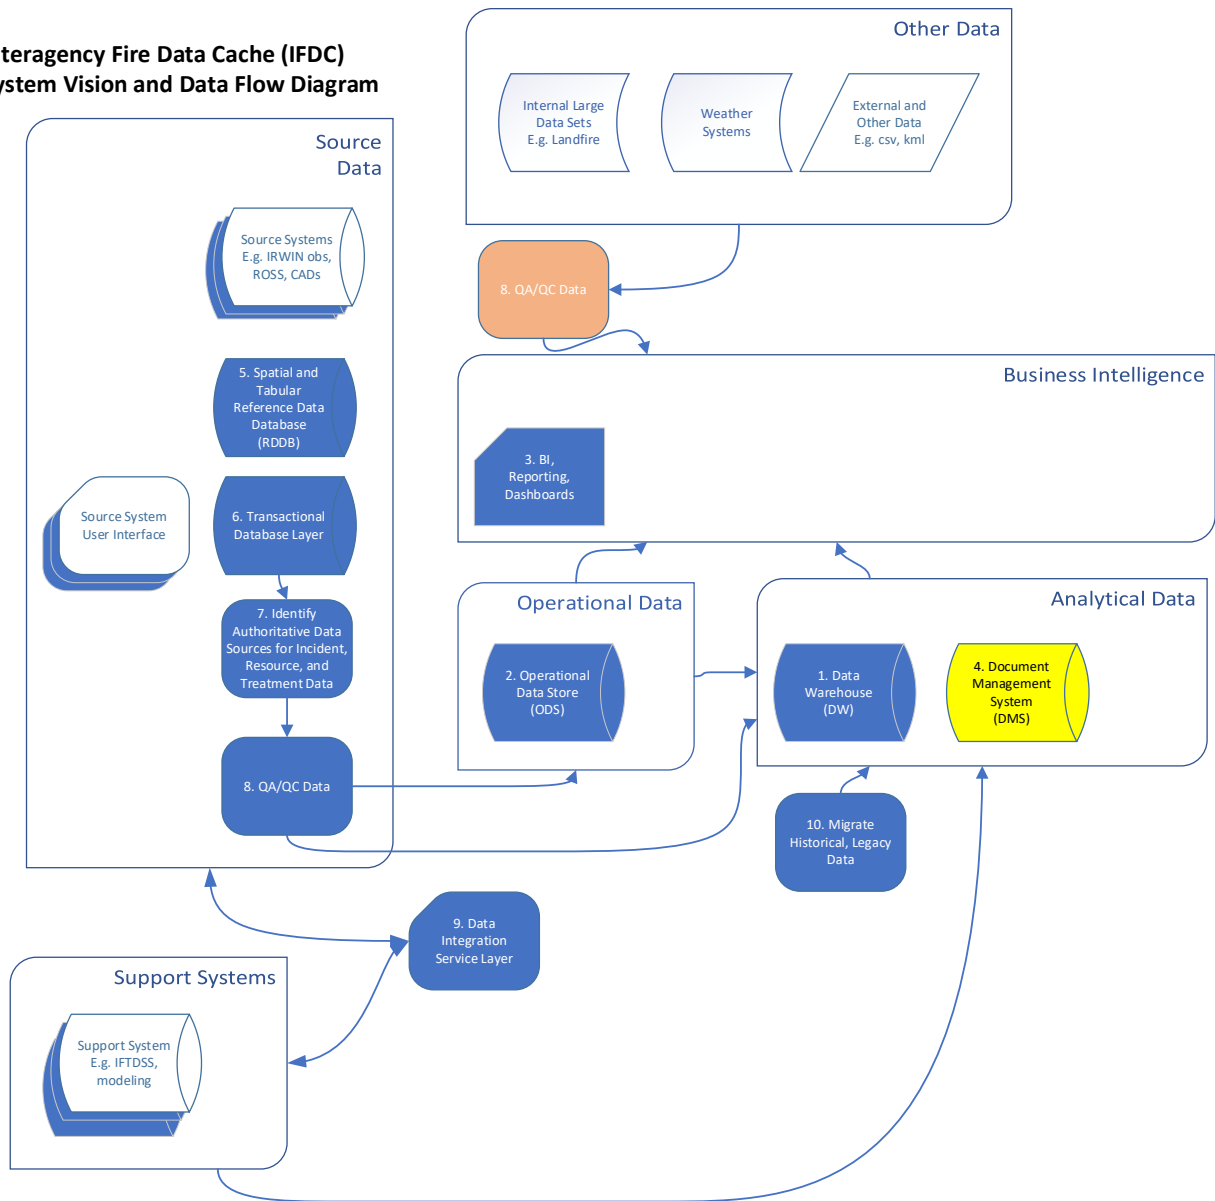 teragency Fire Data Cache (IFDC)
ystem Vision and Data Flow Diagram
Other Data
Internal Large
Data Sets
E.g. Landfire
Weather
Systems
External and
Other Data
E.g. csv, kml
Source
Data
Source Systems
E.g. IRWIN obs,
ROSS, CADs
8. QA/QC Data
5. Spatial and
Tabular
Reference Data
Database
(RDDB)
Business Intelligence
3. BI,
Reporting,
Dashboards
Source System
User Interface
6. Transactional
Database Layer
7. Identify
Authoritative Data
Sources for Incident,
Resource, and
Treatment Data
8. QA/QC Data
Operational Data
2. Operational
Data Store
(ODS)
Analytical Data
1. Data
Warehouse
(DW)
4. Document
Management
System
(DMS)
10. Migrate
Historical, Legacy
Data
9. Data
Integration
Service Layer
Support Systems
Support System
E.g. IFTDSS,
modeling